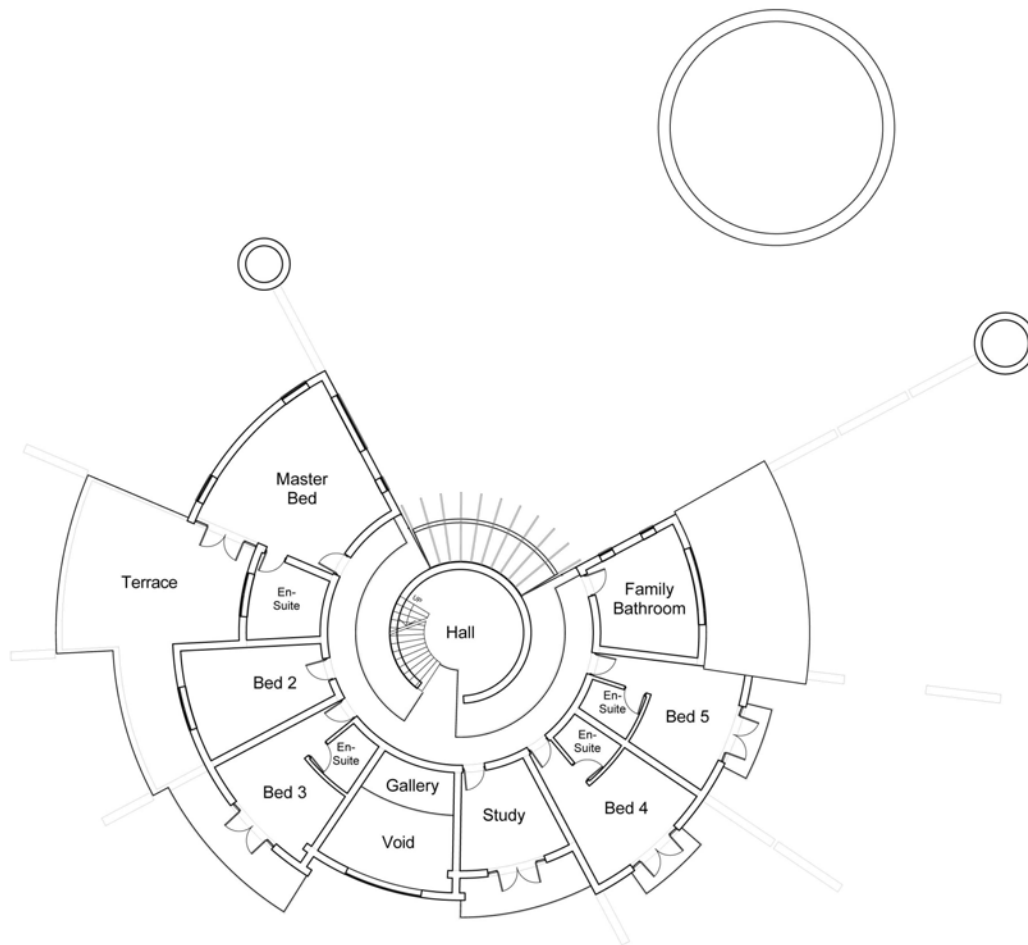 Master
Bed
Terrace
En-
Suite
Family
Bathroom
UP
Hall
Bed 2
En-
Suite
Bed 5
En-
Suite
En-
Suite
Gallery
Bed 3
Study
Bed 4
Void